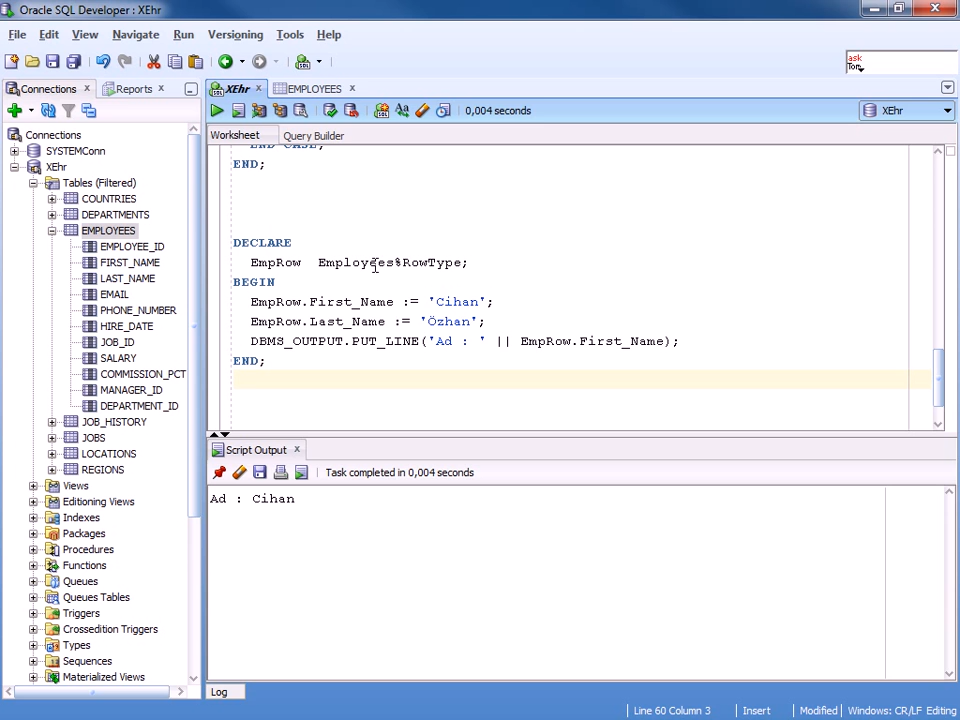 Oracle SQL Developer : XEhr
File Edit View Navigate Run Versioning Tools Help
ask
Tom
Connections
Reports
XEhr
EMPLOYEES
0,004 seconds
XEhr
Worksheet
Query Builder
Connections
SYSTEMConn
XEhr
Tables (Filtered)
COUNTRIES
DEPARTMENTS
EMPLOYEES
EMPLOYEE_ID
FIRST_NAME
LAST_NAME
EMAIL
PHONE_NUMBER
HIRE_DATE
JOB_ID
SALARY
COMMISSION_PCT
MANAGER_ID
DEPARTMENT_ID
JOB_HISTORY
JOBS
LOCATIONS
REGIONS
Views
Editioning Views
Indexes
Packages
Procedures
Functions
Queues
Queues Tables
Triggers
Crossedition Triggers
Types
Sequences
Materialized Views
END CASE;
END;
DECLARE
EmpRow  Employees%RowType;
BEGIN
EmpRow.First_Name := 'Cihan';
EmpRow.Last_Name := 'Özhan';
DBMS_OUTPUT.PUT_LINE('Ad : ' || EmpRow.First_Name);
END;
Script Output
Task completed in 0,004 seconds
Ad : Cihan
Log
Line 60 Column 3 Insert Modified Windows: CR/LF Editing